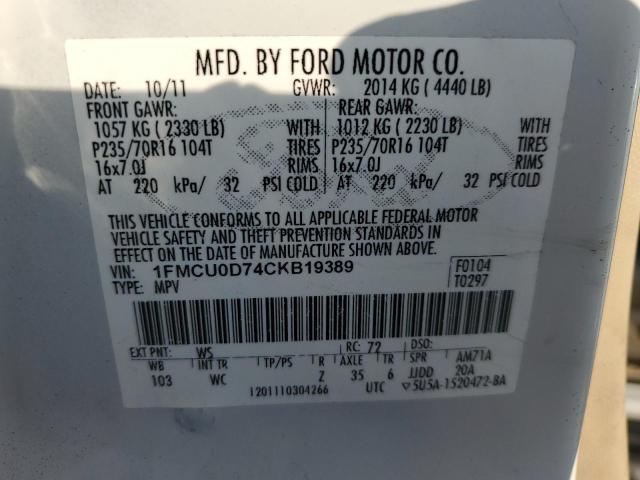 MFD. BY FORD MOTOR CO.
DATE: 10/11 GVWR: 2014 KG ( 4440 LB)
FRONT GAWR: REAR GAWR:
1057 KG ( 2330 LB) WITH 1012 KG ( 2230 LB) WITH
P235/70R16 104T TIRES P235/70R16 104T TIRES
16x7.0J RIMS 16x7.0J RIMS
AT 220 kPa/ 32 PSI COLD AT 220 kPa/ 32 PSI COLD
THIS VEHICLE CONFORMS TO ALL APPLICABLE FEDERAL MOTOR
VEHICLE SAFETY AND THEFT PREVENTION STANDARDS IN
EFFECT ON THE DATE OF MANUFACTURE SHOWN ABOVE.
VIN: 1FMCU0D74CKB19389 F0104
TYPE: MPV T0297
EXT PNT: WS RC: 72 DSO:
WB INT TR TP/PS R AXLE TR SPR AM71A
103 WC Z 35 6 JJDD 20A
1201110304266 UTC ▽5U5A-1520472-BA